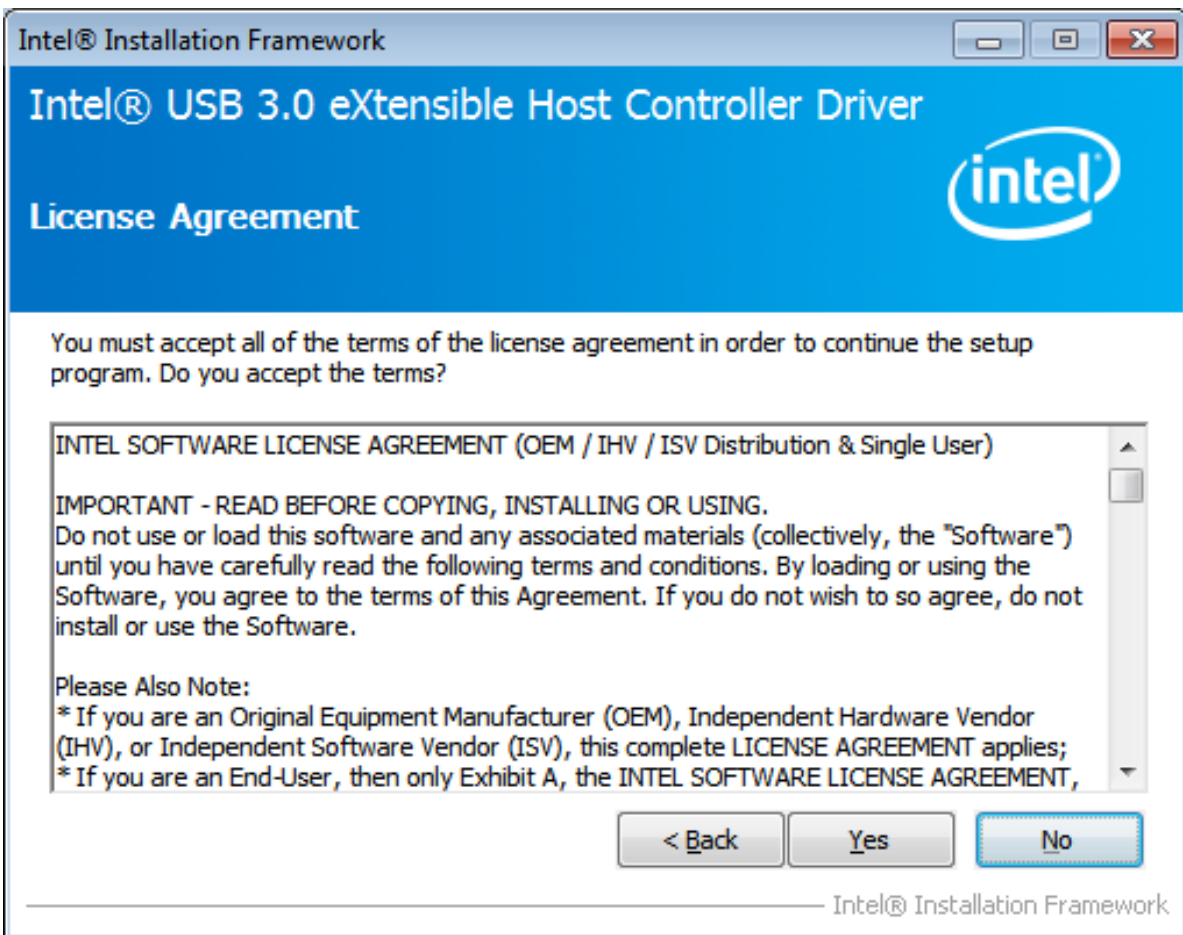 Intel® Installation Framework
Intel® USB 3.0 eXtensible Host Controller Driver
intel
License Agreement
You must accept all of the terms of the license agreement in order to continue the setup
program. Do you accept the terms?
INTEL SOFTWARE LICENSE AGREEMENT (OEM / IHV / ISV Distribution & Single User)
IMPORTANT - READ BEFORE COPYING, INSTALLING OR USING.
Do not use or load this software and any associated materials (collectively, the "Software")
until you have carefully read the following terms and conditions. By loading or using the
Software, you agree to the terms of this Agreement. If you do not wish to so agree, do not
install or use the Software.
Please Also Note:
* If you are an Original Equipment Manufacturer (OEM), Independent Hardware Vendor
(IHV), or Independent Software Vendor (ISV), this complete LICENSE AGREEMENT applies;
* If you are an End-User, then only Exhibit A, the INTEL SOFTWARE LICENSE AGREEMENT,
< Back Yes No
Intel® Installation Framework